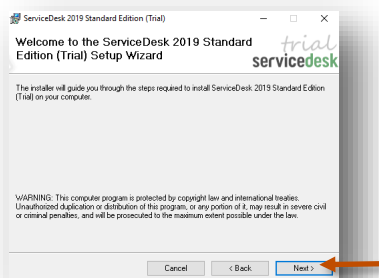 ServiceDesk 2019 Standard Edition (Trial)
Welcome to the ServiceDesk 2019 Standard
Edition (Trial) Setup Wizard
trial
servicedesk
The installer will guide you through the steps required to install ServiceDesk 2019 Standard Edition
(Trial) on your computer.
WARNING: This computer program is protected by copyright law and international treaties.
Unauthorized duplication or distribution of this program, or any portion of it, may result in severe civil
or criminal penalties, and will be prosecuted to the maximum extent possible under the law.
Cancel
< Back
Next >